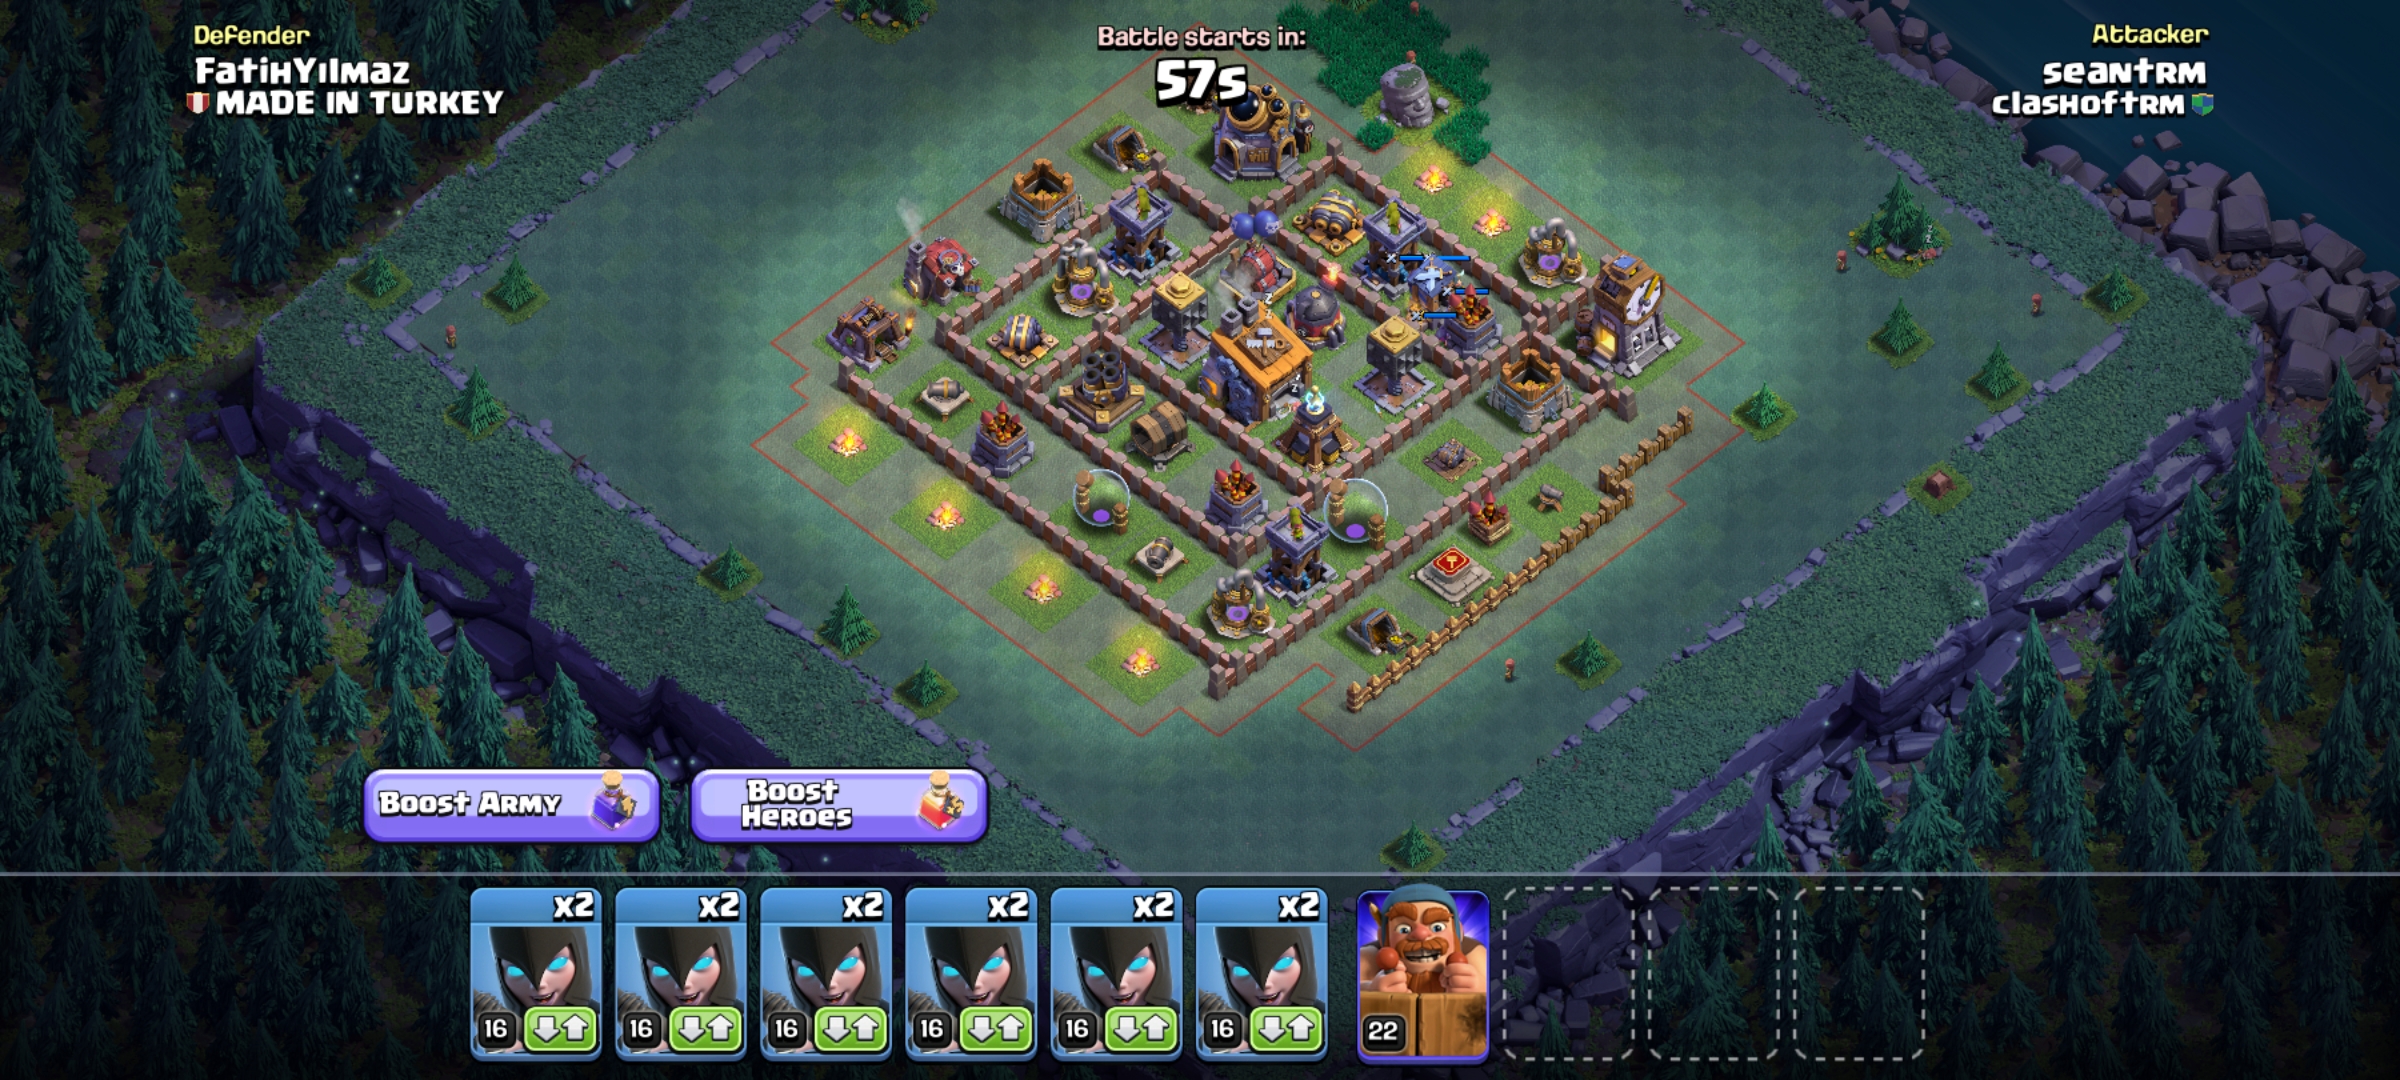 Defender
FatihYılmaz
MADE IN TURKEY
Battle starts in:
57s
Attacker
seantRM
clashoftRM
Boost Army
Boost
Heroes
x2
x2
x2
x2
x2
x2
16
16
16
16
16
16
22